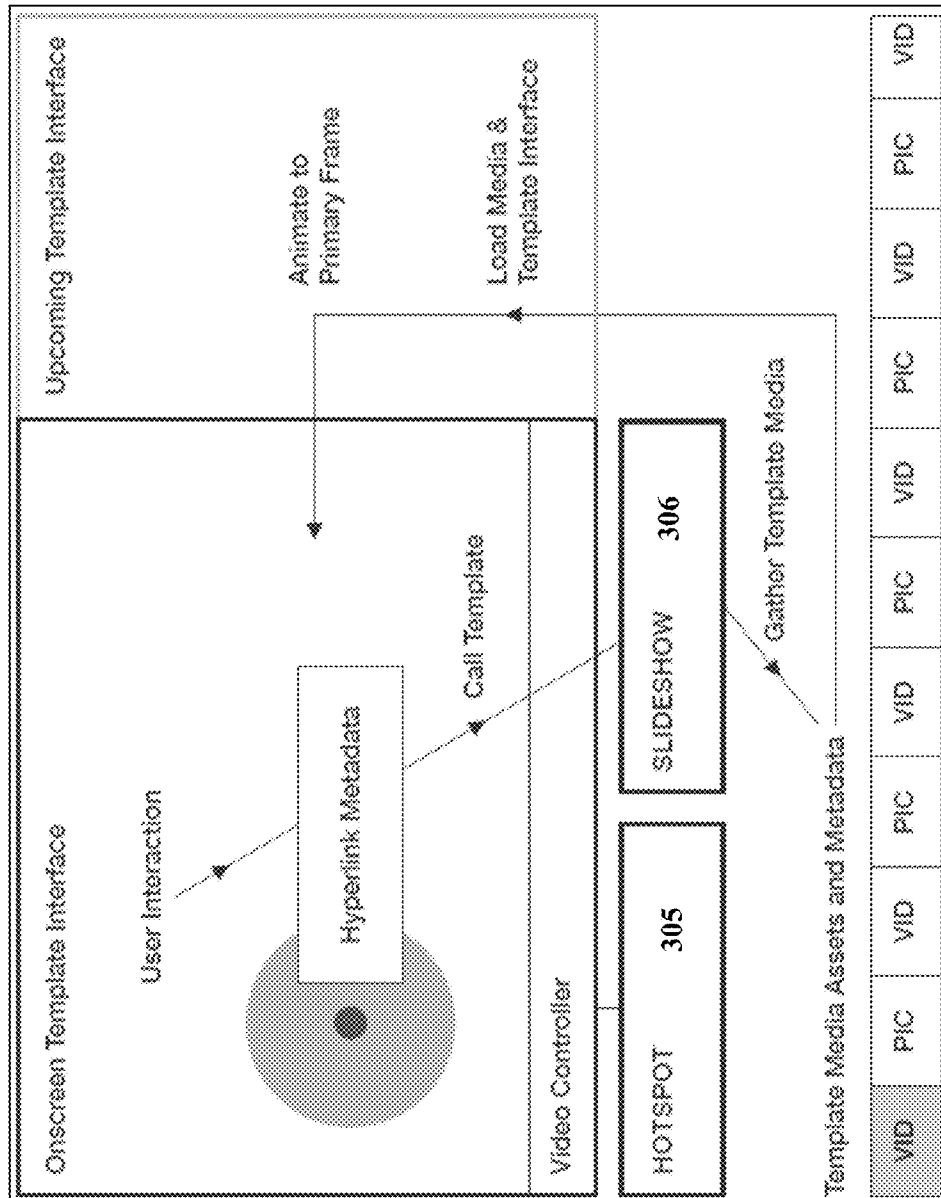 Onscreen Template Interface
Upcoming Template Interface
User Interaction
Hyperlink Metadata
Call Template
Animate to
Primary Frame
Load Media &
Template Interface
Video Controller
HOTSPOT 305
SLIDESHOW 306
Gather Template Media
Template Media Assets and Metadata
VID PIC VID PIC VID PIC VID PIC VID PIC VID